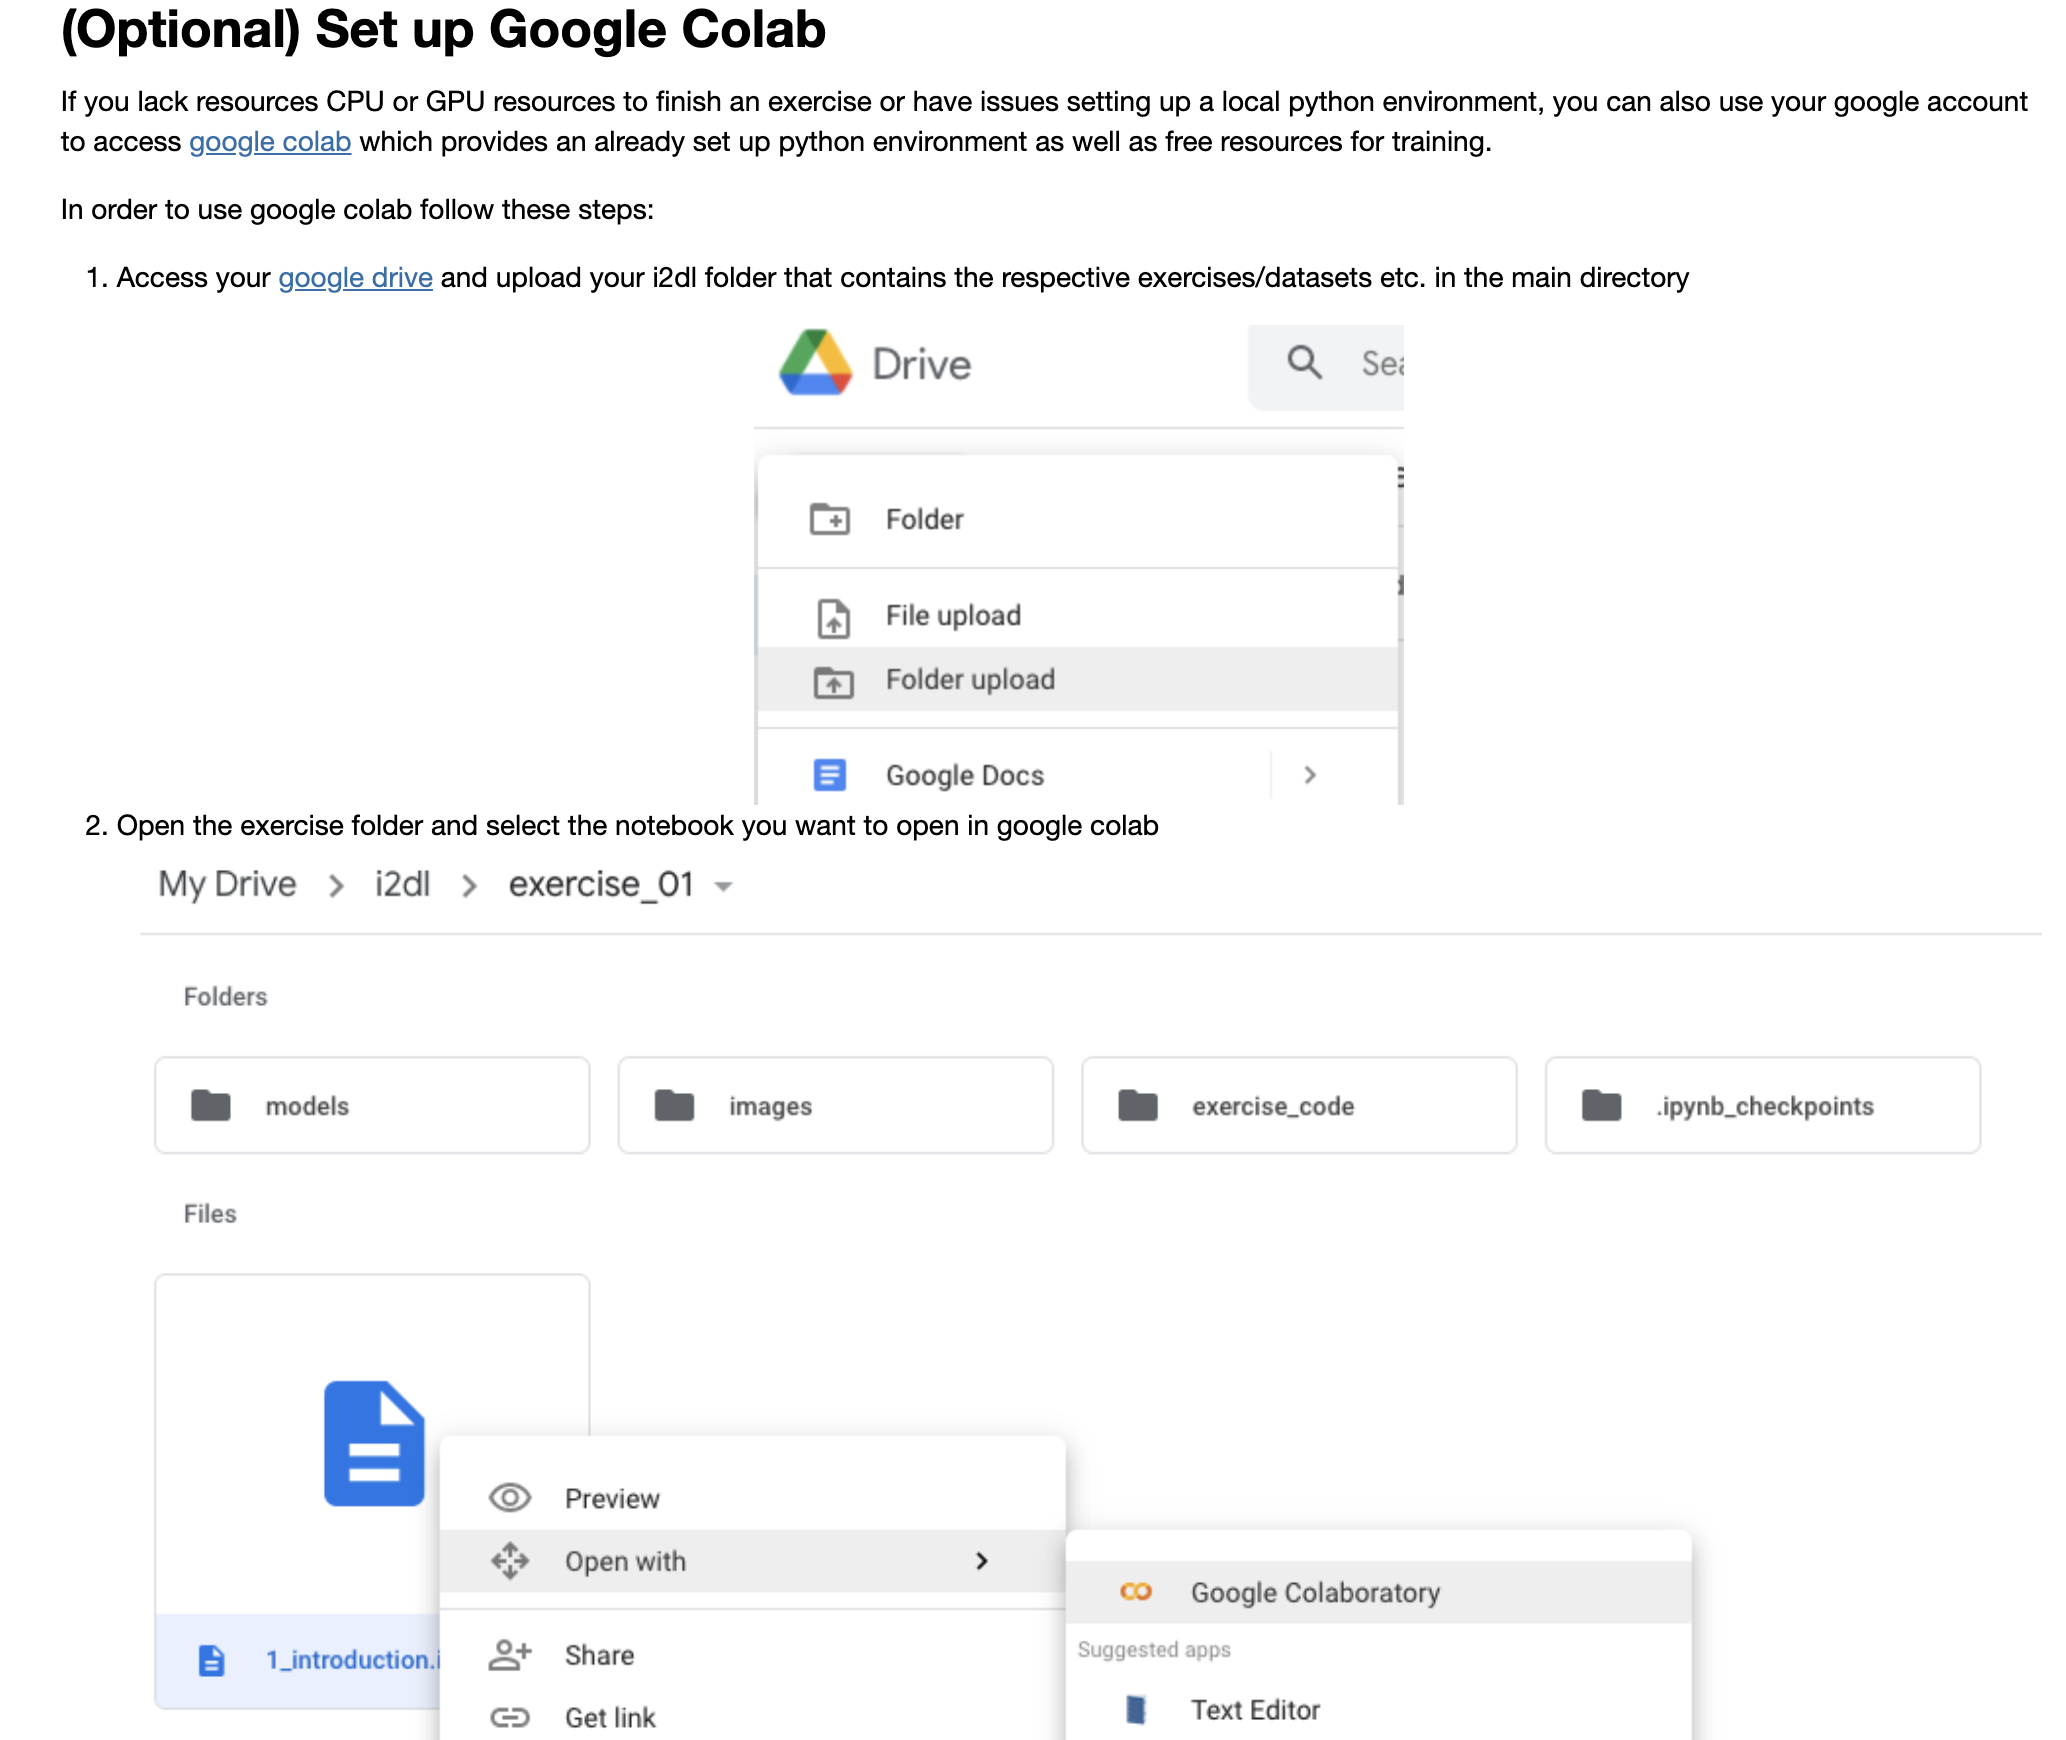 (Optional) Set up Google Colab
If you lack resources CPU or GPU resources to finish an exercise or have issues setting up a local python environment, you can also use your google account
to access google colab which provides an already set up python environment as well as free resources for training.
In order to use google colab follow these steps:
1. Access your google drive and upload your i2dl folder that contains the respective exercises/datasets etc. in the main directory
Drive
Sea
Folder
File upload
Folder upload
Google Docs
2. Open the exercise folder and select the notebook you want to open in google colab
My Drive > i2dl > exercise_01
Folders
models
images
exercise_code
.ipynb_checkpoints
Files
Preview
Open with
Google Colaboratory
1_introduction.i
Share
Suggested apps
Get link
Text Editor